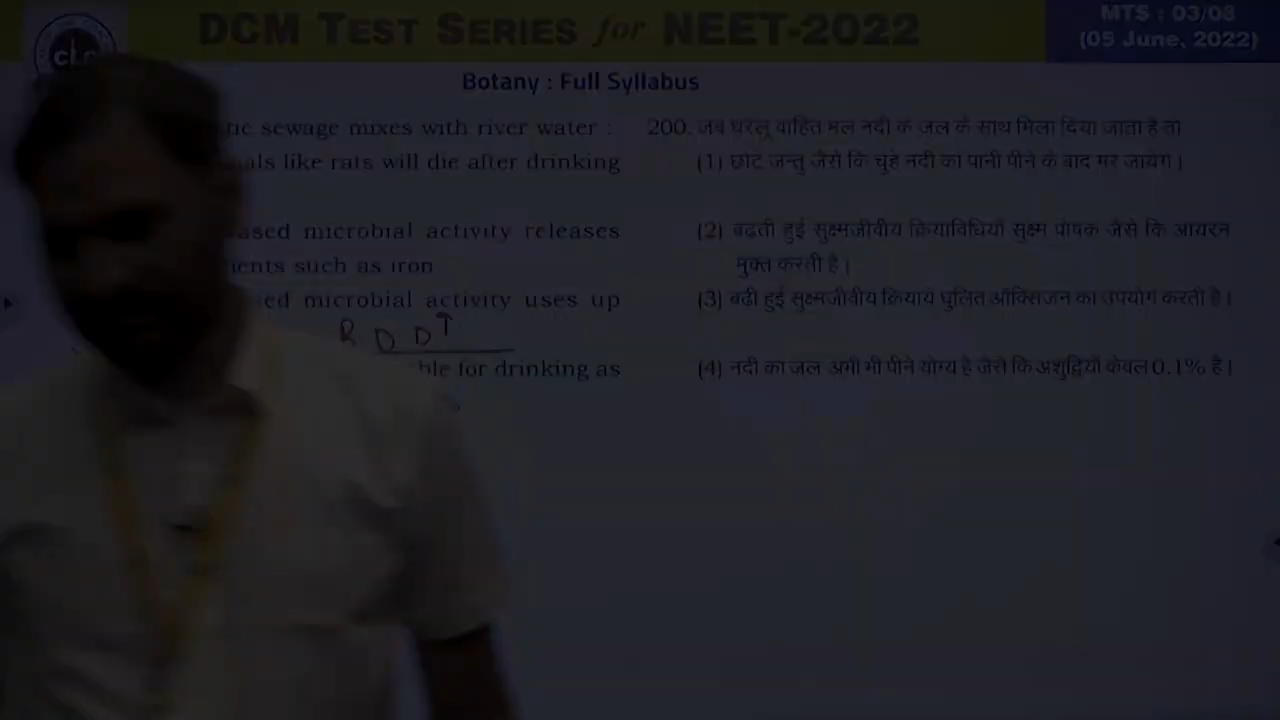 CLC
DCM TEST SERIES for NEET-2022
MTS : 03/08
(05 June, 2022)
Botany : Full Syllabus
sewage mixes with river water :
like rats will die after drinking
microbial activity releases
such as iron
microbial activity uses up
B O D ↑
for drinking as
200. जब घरेलू वाहित मल नदी के जल के साथ मिला दिया जाता है तो
(1) छोटे जन्तु जैसे कि चूहे नदी का पानी पीने के बाद मर जायेंगे।
(2) बढ़ती हुई सुक्ष्मजीवीय क्रियाविधियाँ सुक्ष्म पोषक जैसे कि आयरन
मुक्त करती है।
(3) बढ़ी हुई सुक्ष्मजीवीय क्रियायें घुलित ऑक्सिजन का उपयोग करती है।
(4) नदी का जल अभी भी पीने योग्य है जैसे कि अशुद्धियाँ केवल 0.1% है।